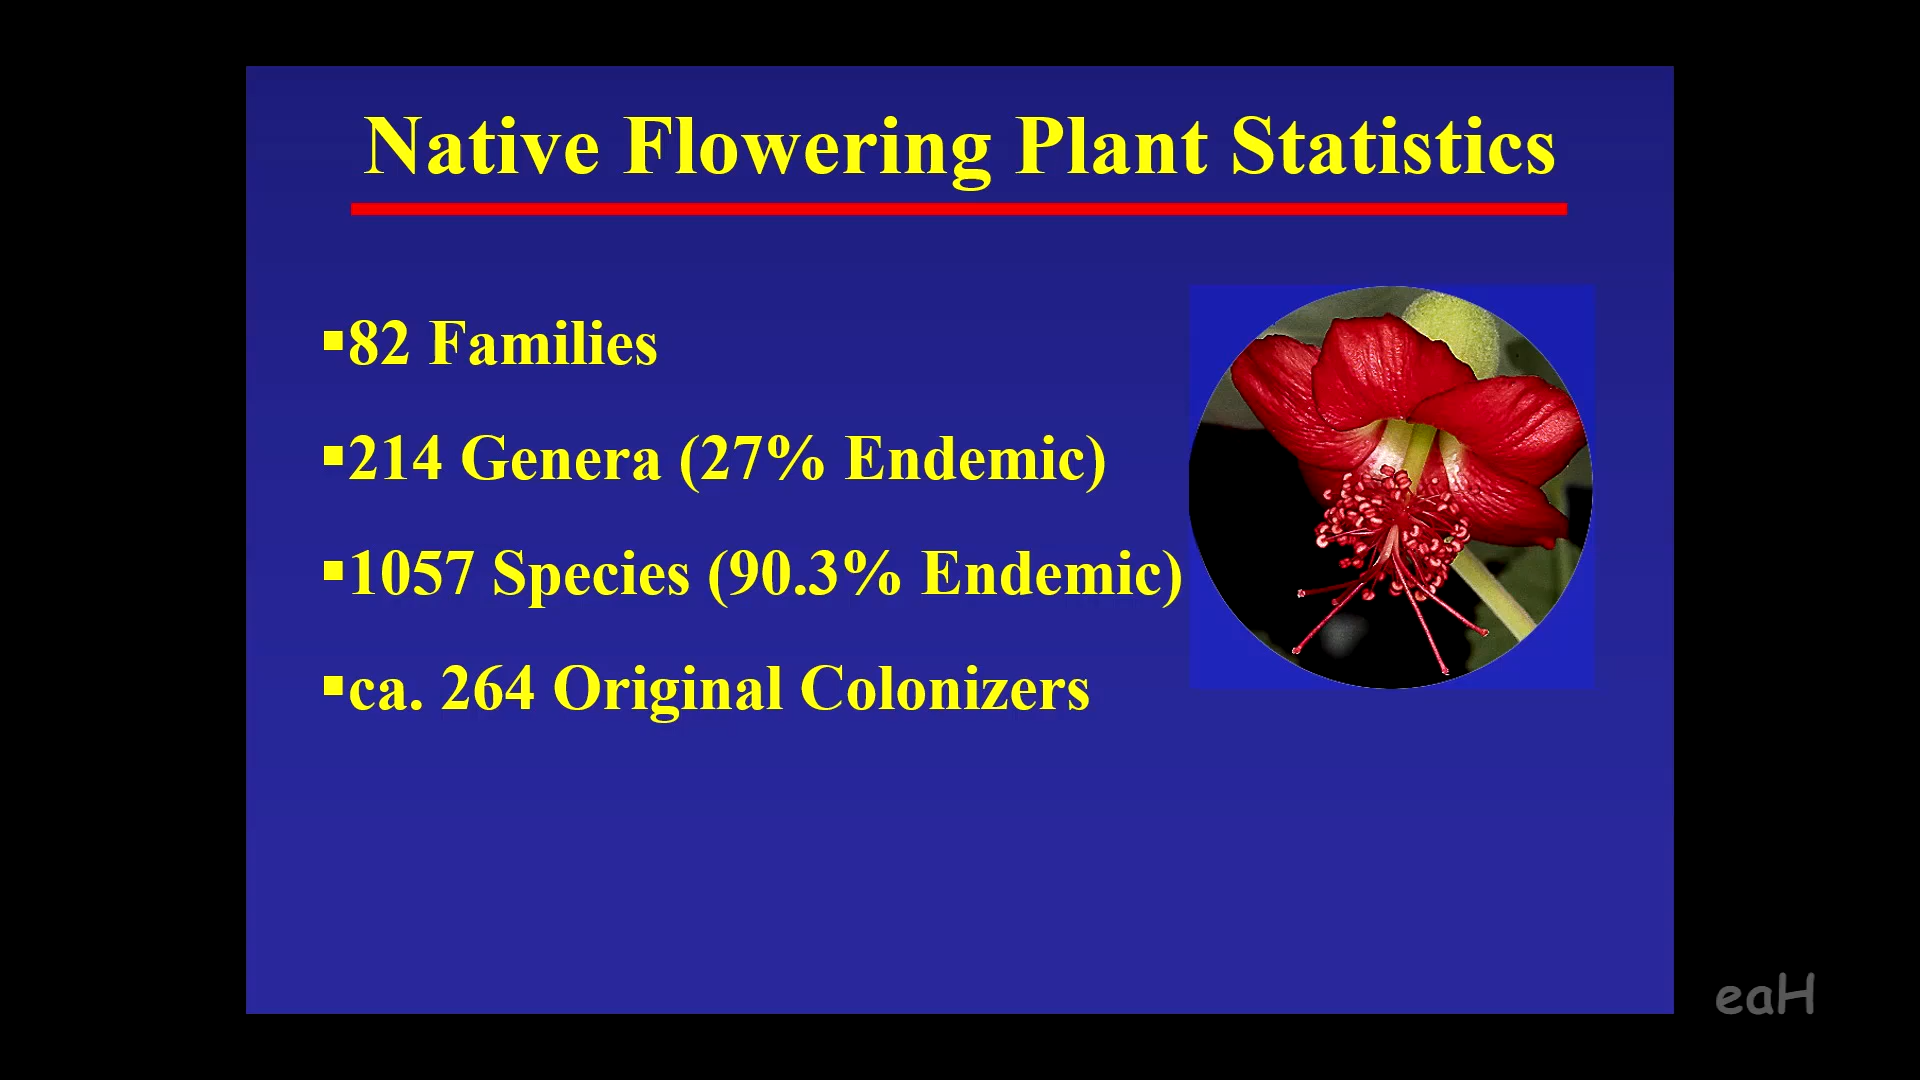 Native Flowering Plant Statistics
▪82 Families
▪214 Genera (27% Endemic)
▪1057 Species (90.3% Endemic)
▪ca. 264 Original Colonizers
eaH